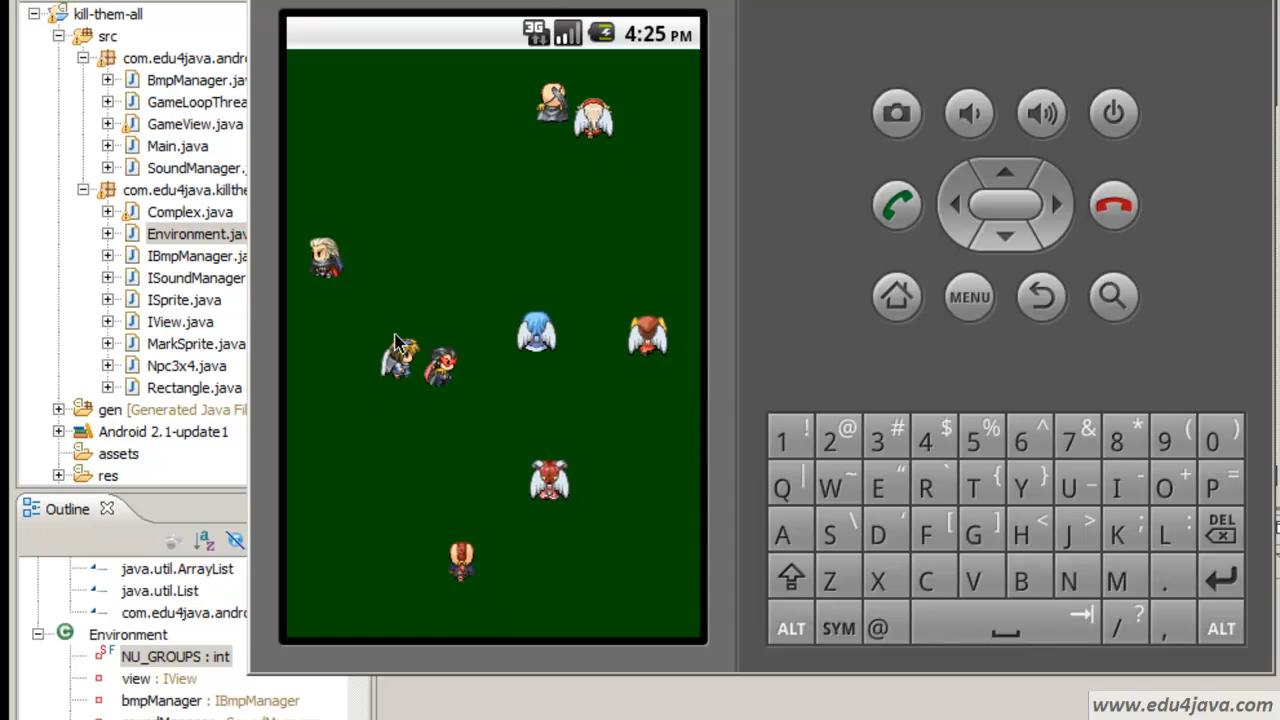 kill-them-all
src
com.edu4java.andr
BmpManager.ja
GameLoopThrea
GameView.java
Main.java
SoundManager.
com.edu4java.killthe
Complex.java
Environment.jav
IBmpManager.ja
ISoundManager
ISprite.java
IView.java
MarkSprite.java
Npc3x4.java
Rectangle.java
gen [Generated Java Fil
Android 2.1-update1
assets
res
Outline
java.util.ArrayList
java.util.List
com.edu4java.andr
Environment
NU_GROUPS : int
view : IView
bmpManager : IBmpManager
3G 4:25 PM
MENU
1 ! 2 @ 3 # 4 $ 5 % 6 ^ 7 & 8 * 9 ( 0 )
Q | W ~ E " R ` T { Y } U _ I - O + P =
A S \ D ' F [ G ] H < J > K ; L : DEL
Z X C V B N M .
ALT SYM @ / ? , ALT
www.edu4java.com